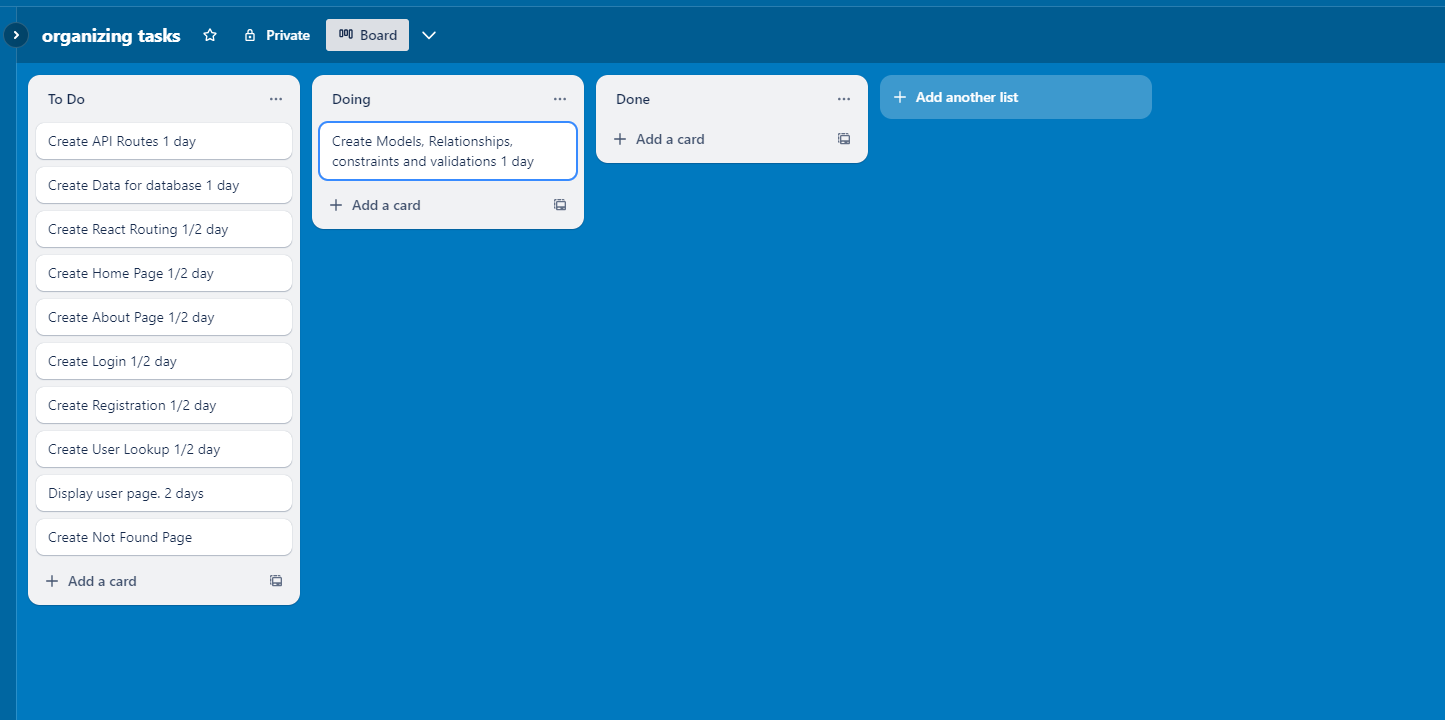 organizing tasks
Private
Board
To Do
Create API Routes 1 day
Create Data for database 1 day
Create React Routing 1/2 day
Create Home Page 1/2 day
Create About Page 1/2 day
Create Login 1/2 day
Create Registration 1/2 day
Create User Lookup 1/2 day
Display user page. 2 days
Create Not Found Page
Add a card
Doing
Create Models, Relationships,
constraints and validations 1 day
Add a card
Done
Add a card
Add another list